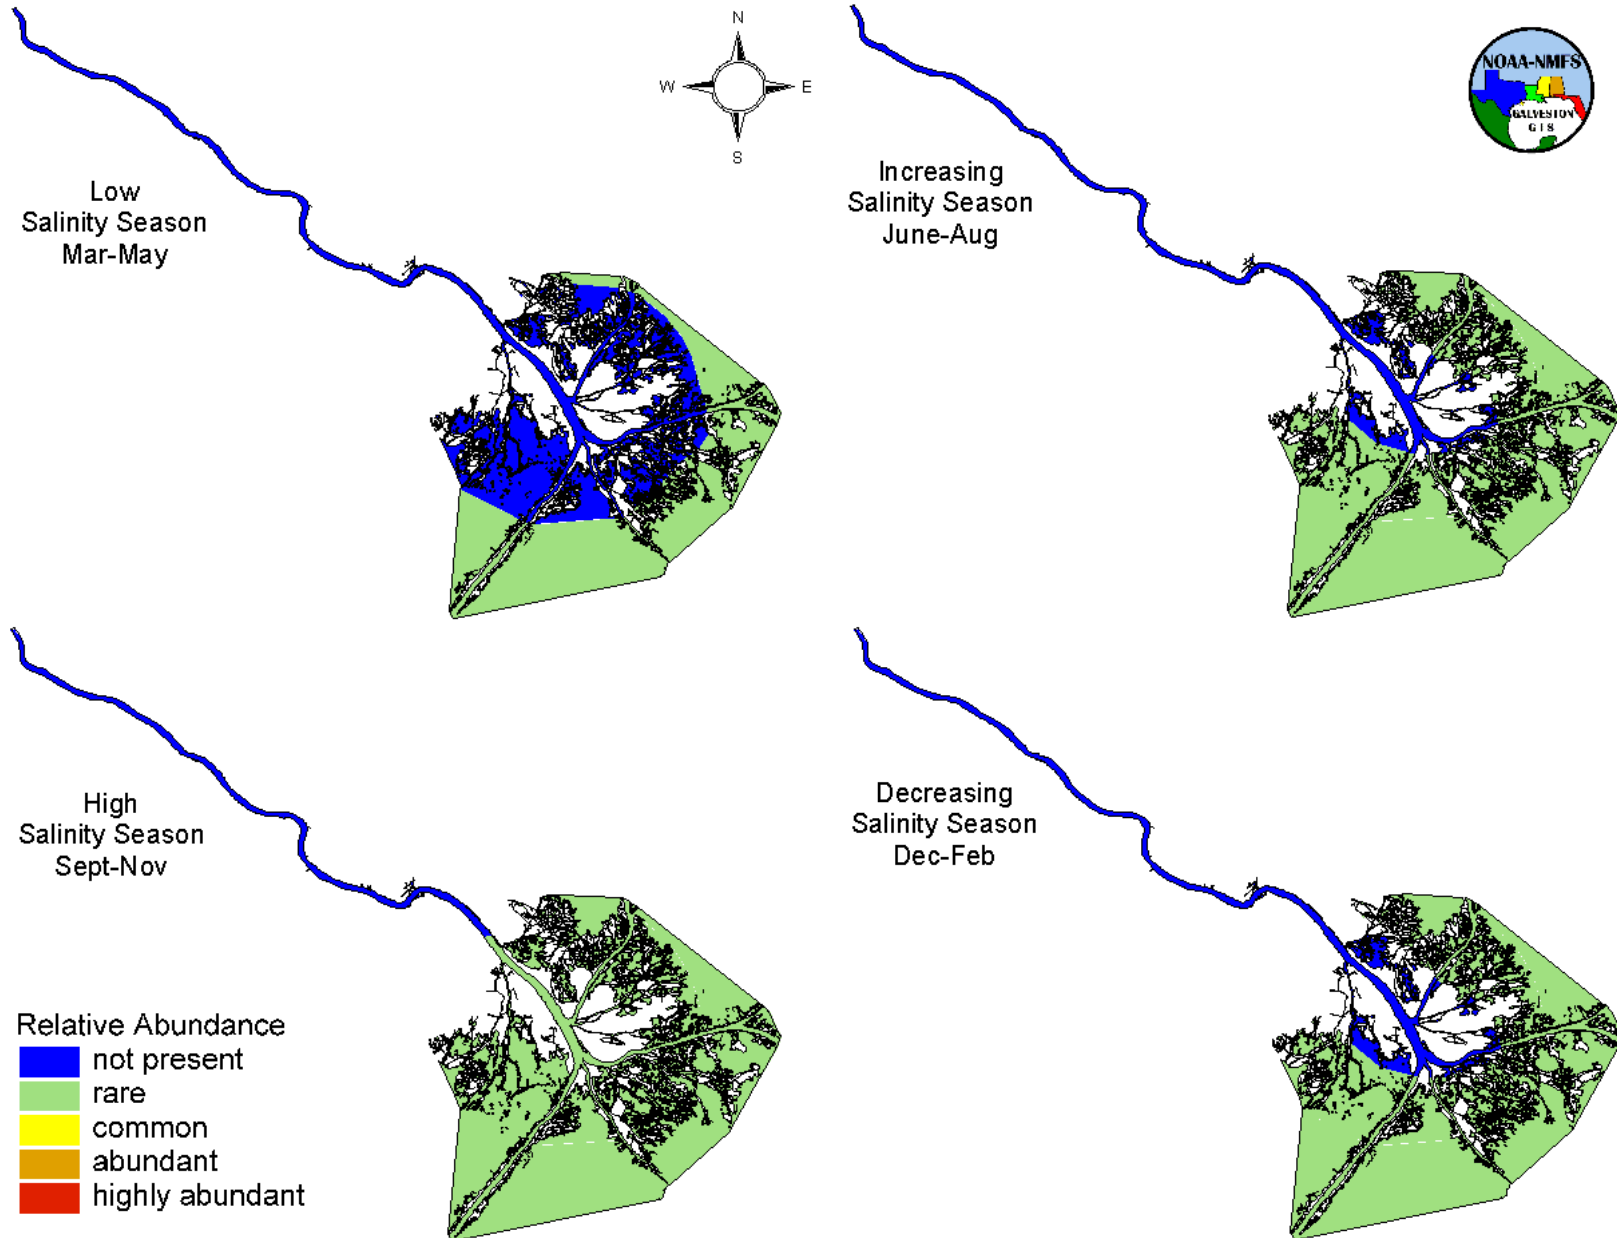 N
W E
S
NOAA-NMFS
GALVESTON
G I S
Low
Salinity Season
Mar-May
Increasing
Salinity Season
June-Aug
High
Salinity Season
Sept-Nov
Decreasing
Salinity Season
Dec-Feb
Relative Abundance
not present
rare
common
abundant
highly abundant